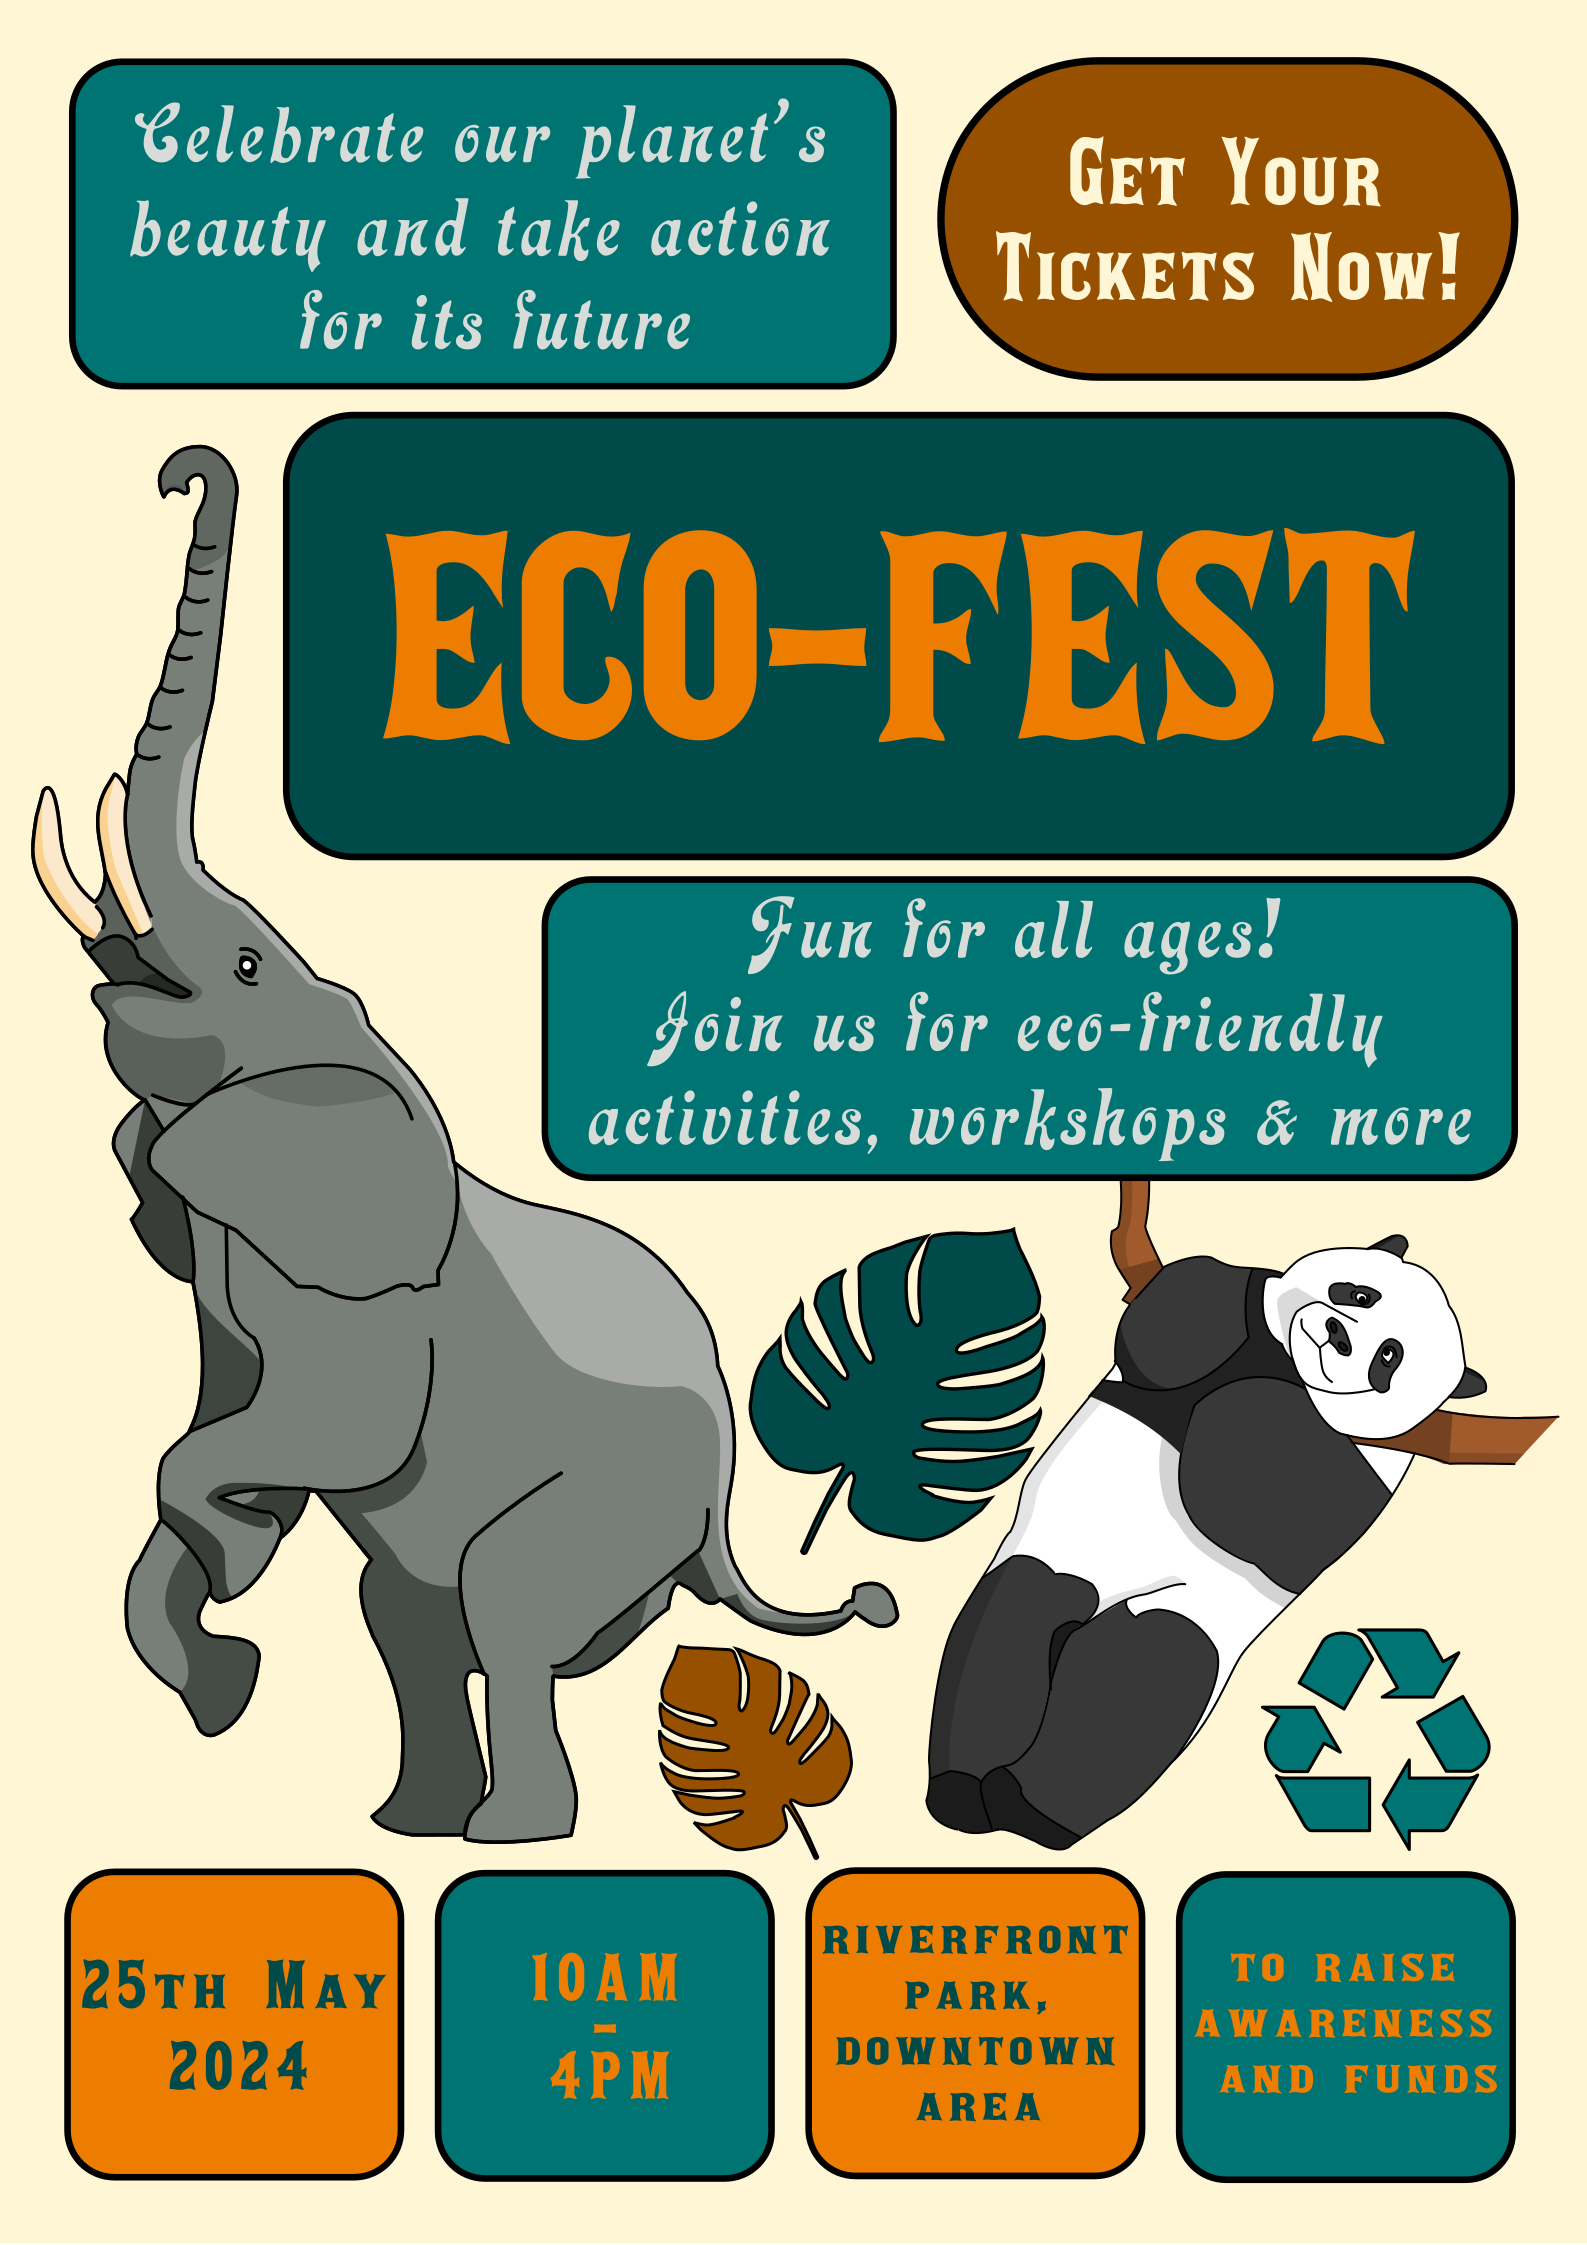 Celebrate our planet's
beauty and take action
for its future
Get Your
Tickets Now!
ECO-FEST
Fun for all ages!
Join us for eco-friendly
activities, workshops & more
25th May
2024
10AM
-
4PM
RIVERFRONT
PARK,
DOWNTOWN
AREA
TO RAISE
AWARENESS
AND FUNDS